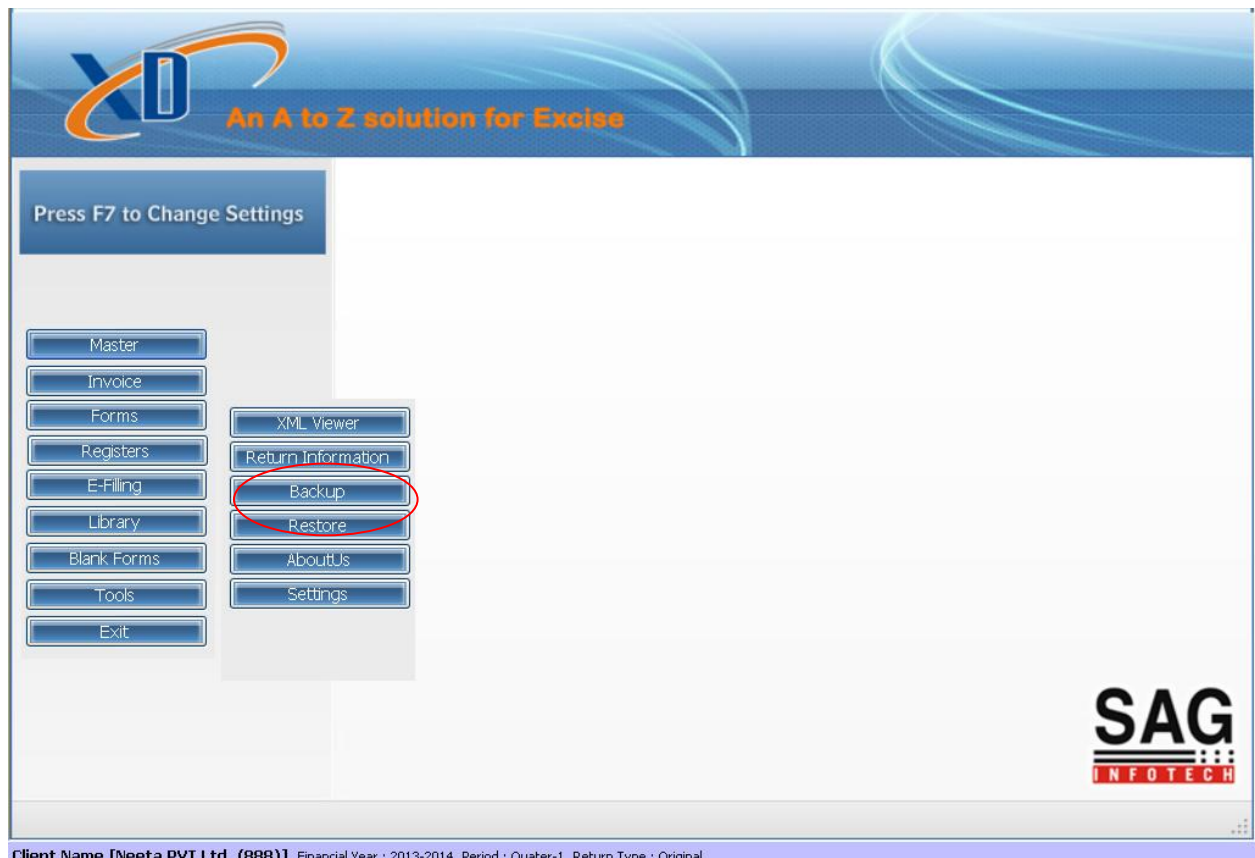 XD
An A to Z solution for Excise
Press F7 to Change Settings
Master
Invoice
Forms
Registers
E-Filling
Library
Blank Forms
Tools
Exit
XML Viewer
Return Information
Backup
Restore
AboutUs
Settings
SAG
INFOTECH
Client Name [Neeta PVT Ltd. (888)] Financial Year : 2013-2014 Period : Quater-1 Return Type : Original